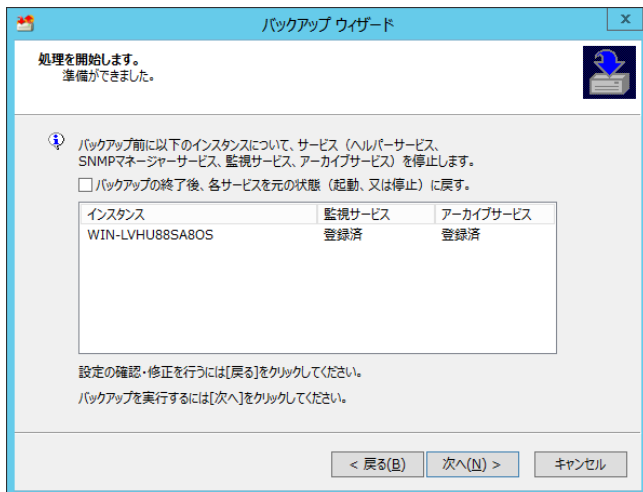 バックアップ ウィザード
x
処理を開始します。
準備ができました。
バックアップ前に以下のインスタンスについて、サービス（ヘルパーサービス、
SNMPマネージャーサービス、監視サービス、アーカイブサービス）を停止します。
バックアップの終了後、各サービスを元の状態（起動、又は停止）に戻す。
インスタンス 監視サービス アーカイブサービス
WIN-LVHU88SA8OS 登録済 登録済
設定の確認・修正を行うには[戻る]をクリックしてください。
バックアップを実行するには[次へ]をクリックしてください。
< 戻る(B) 次へ(N) > キャンセル